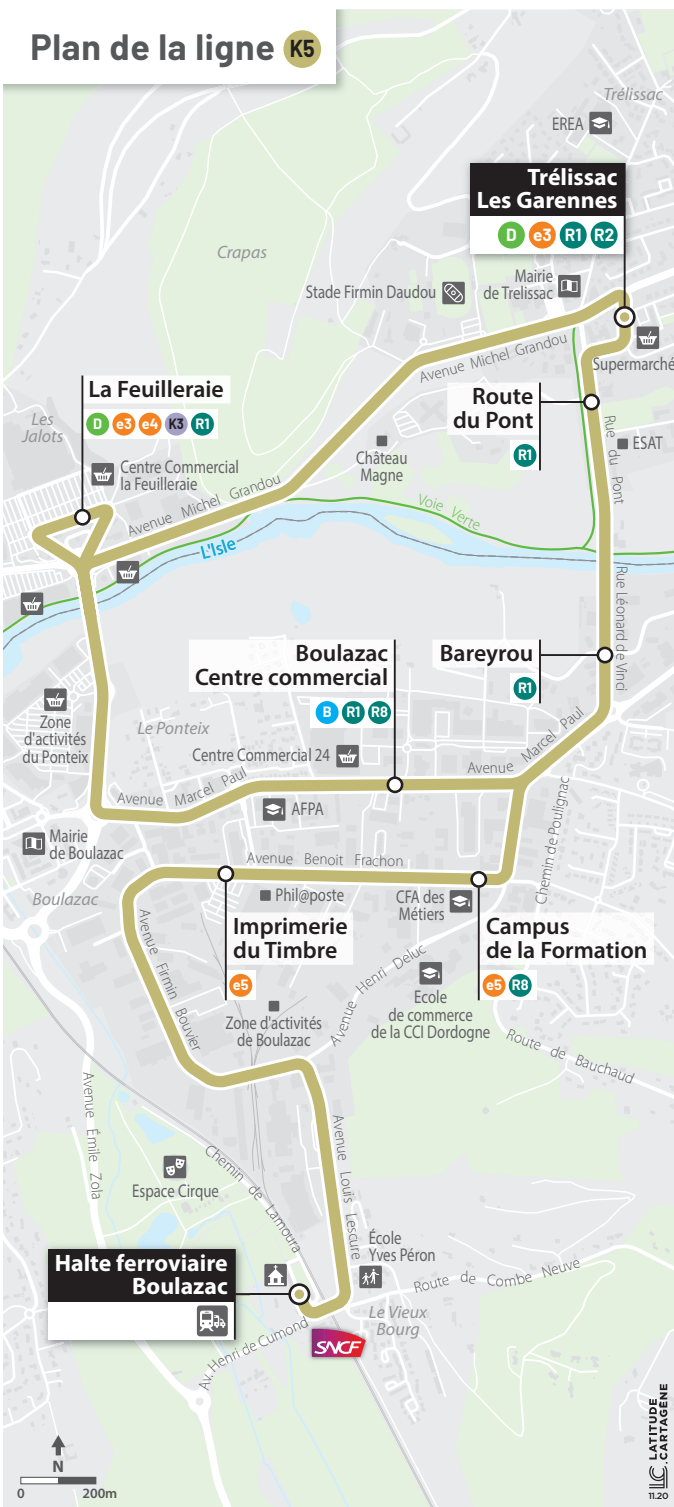 Plan de la ligne K5
Trélissac
EREA
Trélissac
Les Garennes
D e3 R1 R2
Crapas
Stade Firmin Daudou
Mairie
de Trelissac
Supermarché
Avenue Michel Grandou
La Feuilleraie
D e3 e4 K3 R1
Route
du Pont
R1
Les
Jalots
Centre Commercial
la Feuilleraie
Château
Magne
ESAT
Rue du Pont
Avenue Michel Grandou
Voie Verte
L'Isle
Rue Léonard de Vinci
Boulazac
Centre commercial
B R1 R8
Bareyrou
R1
Zone
d'activités
du Ponteix
Le Ponteix
Centre Commercial 24
Avenue Marcel Paul
Avenue Marcel Paul
AFPA
Chemin de Poulignac
Mairie
de Boulazac
Avenue Benoit Frachon
Boulazac
Phil@poste
CFA des
Métiers
Imprimerie
du Timbre
e5
Campus
de la Formation
e5 R8
Avenue Firmin Bouvier
Avenue Henri Deluc
Ecole
de commerce
de la CCI Dordogne
Zone d'activités
de Boulazac
Route de Bauchaud
Avenue Émile Zola
Avenue Louis Lescure
Chemin de Lamoura
Espace Cirque
École
Yves Péron
Halte ferroviaire
Boulazac
Route de Combe Neuve
Le Vieux
Bourg
SNCF
Av. Henri de Cumond
N
0 200m
LC LATITUDE
CARTAGÈNE
11.20